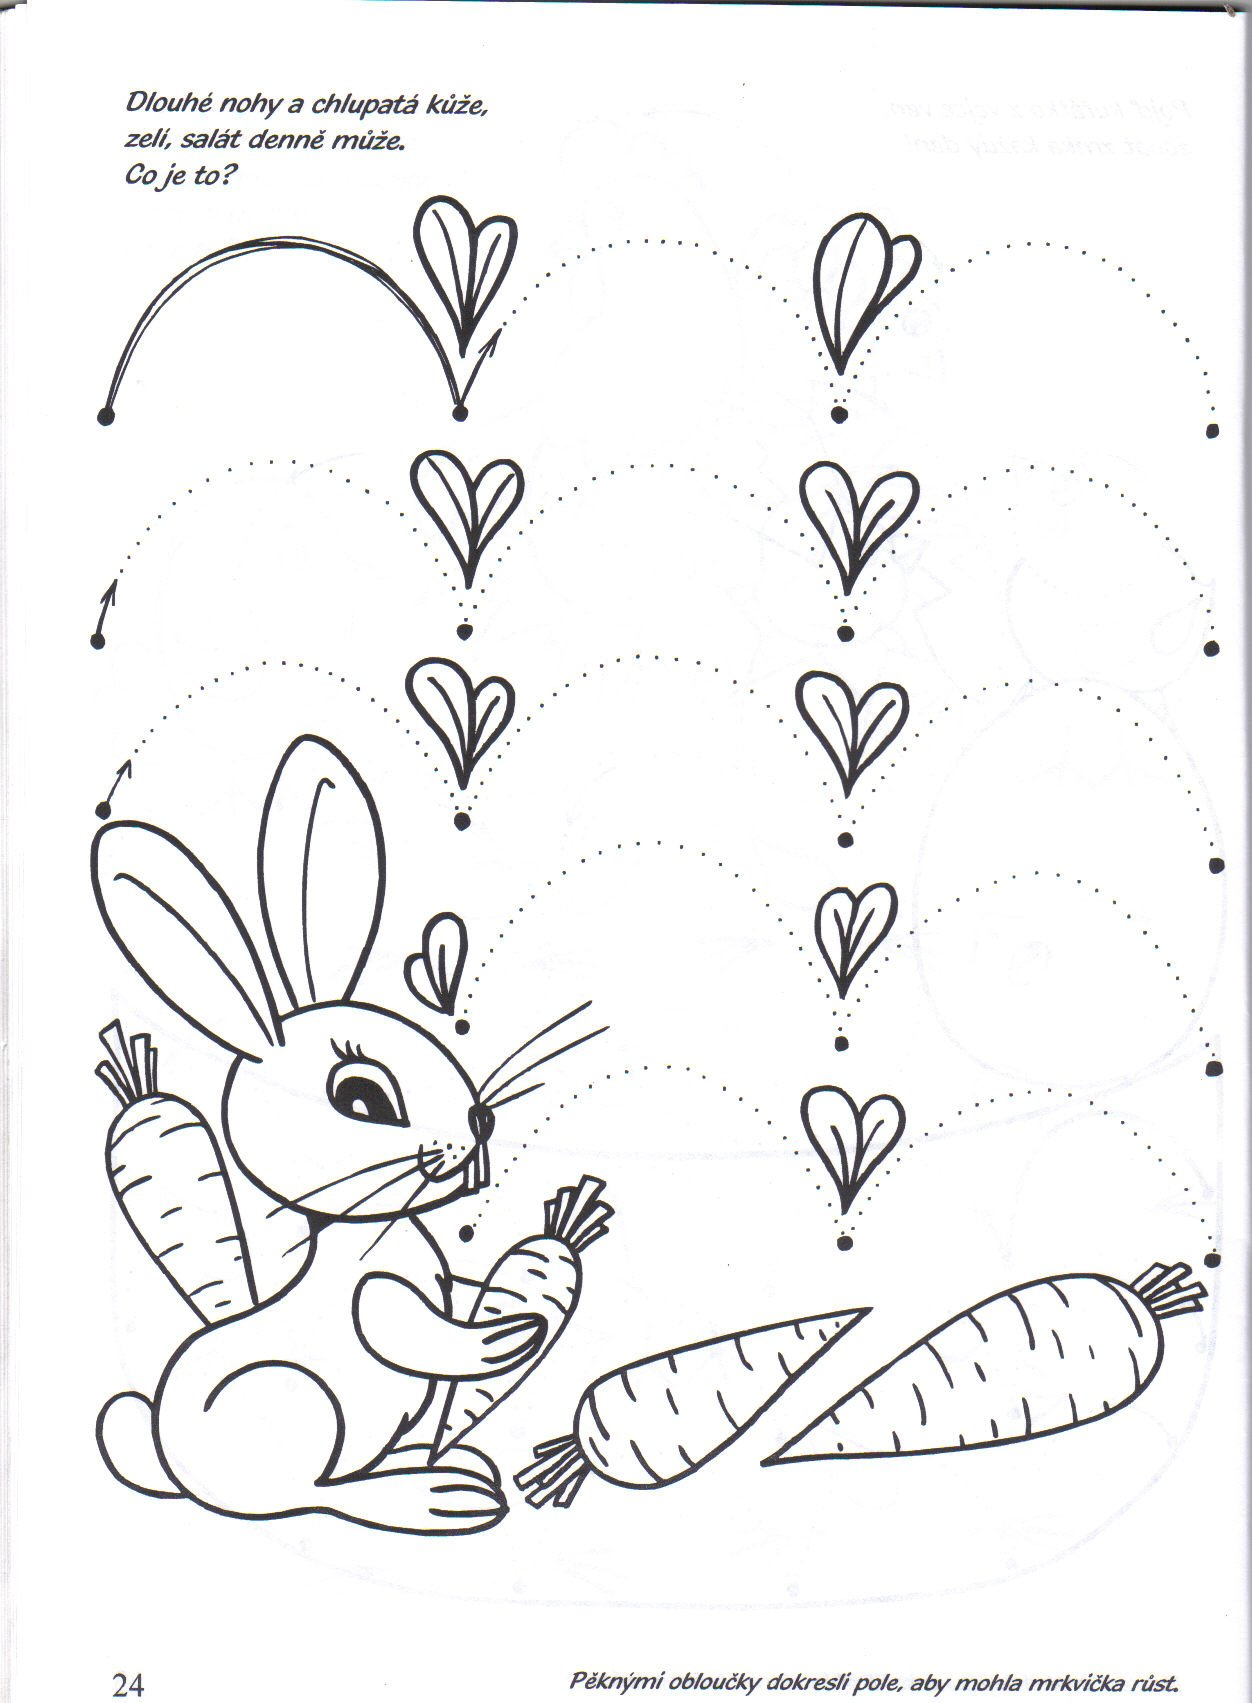 Dlouhé nohy a chlupatá kůže,
zelí, salát denně může.
Co je to?
24
Pěknými obloučky dokresli pole, aby mohla mrkvička růst.